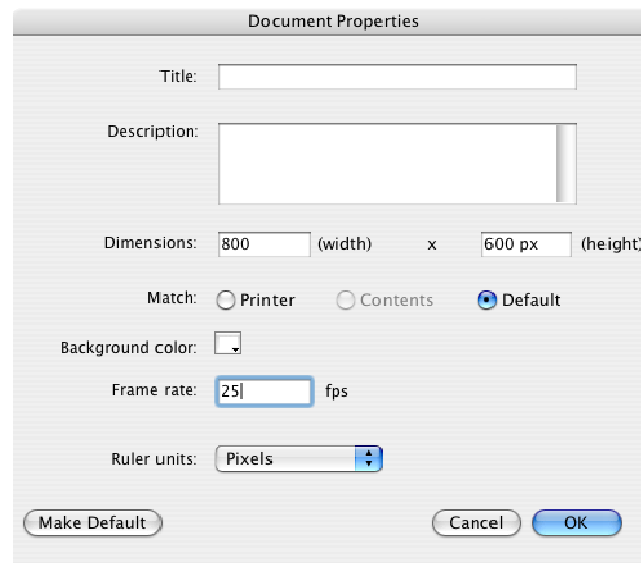 Document Properties
Title:
Description:
Dimensions: 800 (width) x 600 px (height)
Match: Printer Contents Default
Background color:
Frame rate: 25 fps
Ruler units: Pixels
Make Default Cancel OK